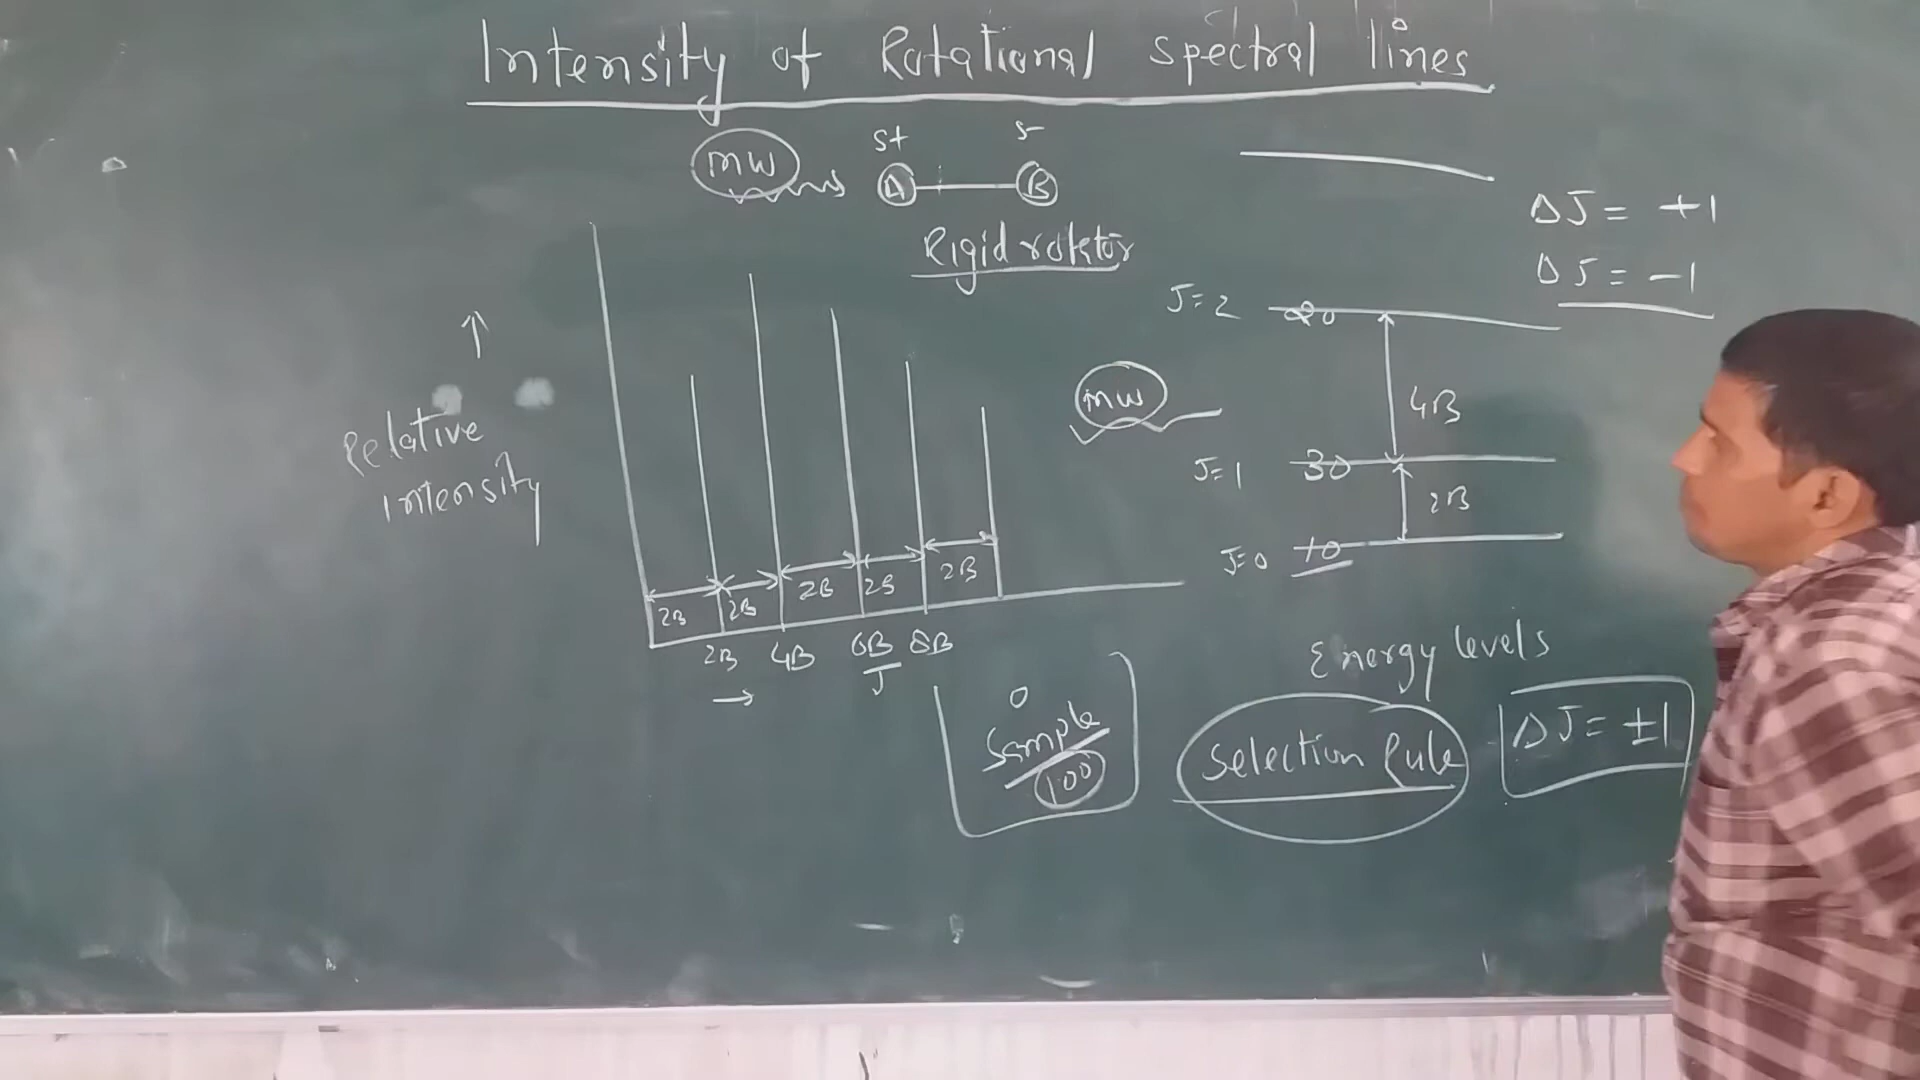 Intensity of Rotational spectral lines
MW
δ+
δ-
A
B
Rigid rotator
ΔJ = +1
ΔJ = -1
J=2
MW
4B
Relative
intensity
J=1
30
2B
J=0
10
2B
2B
2B
2B
2B
2B
4B
6B
8B
J
Energy levels
Sample
100
Selection Rule
ΔJ = ±1